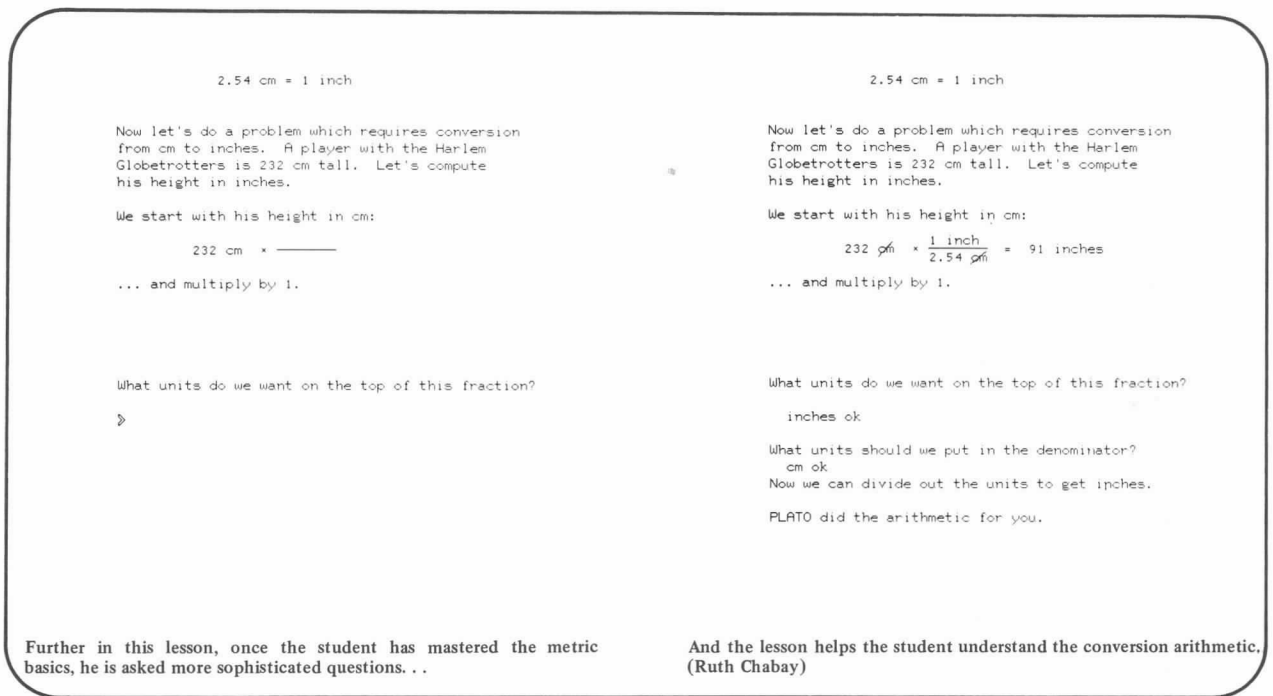 2.54 cm = 1 inch
Now let's do a problem which requires conversion
from cm to inches. A player with the Harlem
Globetrotters is 232 cm tall. Let's compute
his height in inches.
We start with his height in cm:
232 cm ×
... and multiply by 1.
What units do we want on the top of this fraction?
Further in this lesson, once the student has mastered the metric
basics, he is asked more sophisticated questions. . .
2.54 cm = 1 inch
Now let's do a problem which requires conversion
from cm to inches. A player with the Harlem
Globetrotters is 232 cm tall. Let's compute
his height in inches.
We start with his height in cm:
232 cm × 1 inch / 2.54 cm = 91 inches
... and multiply by 1.
What units do we want on the top of this fraction?
inches ok
What units should we put in the denominator?
cm ok
Now we can divide out the units to get inches.
PLATO did the arithmetic for you.
And the lesson helps the student understand the conversion arithmetic.
(Ruth Chabay)